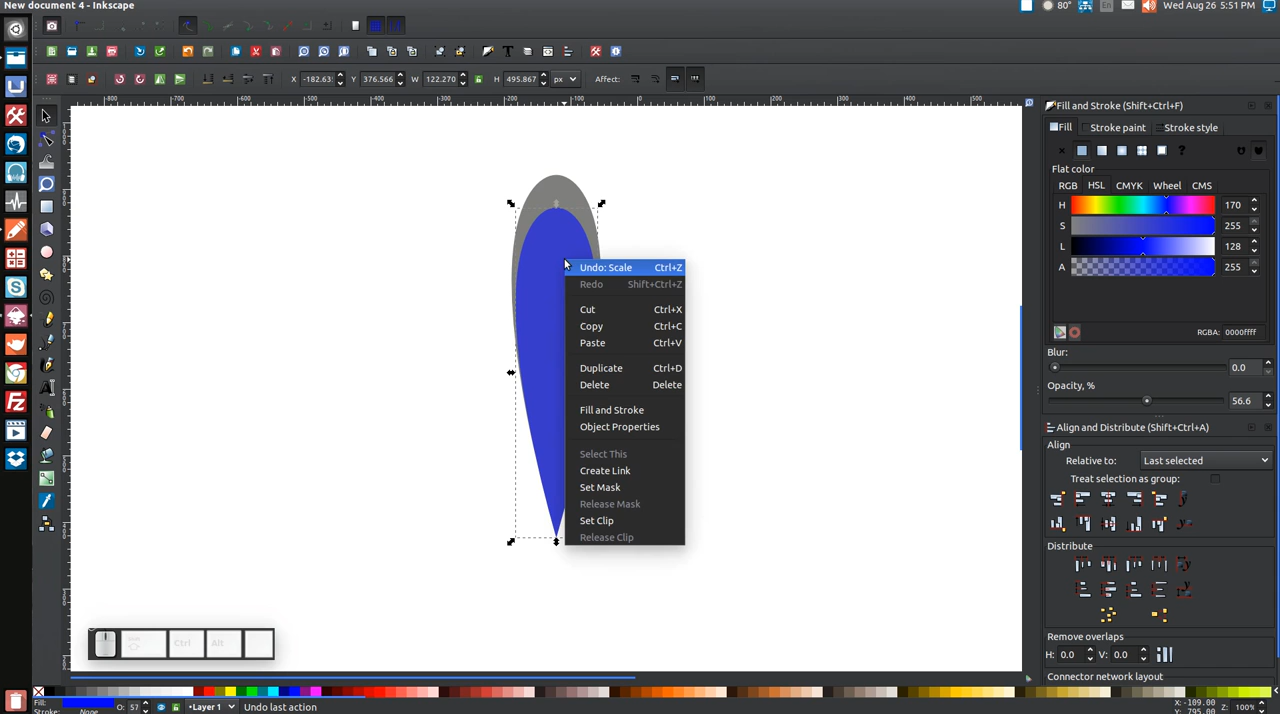 New document 4 - Inkscape
80° En Wed Aug 26 5:51 PM
X -182.63 Y 376.566 W 122.270 H 495.867 px Affect:
Fill and Stroke (Shift+Ctrl+F)
Fill Stroke paint Stroke style
Flat color
RGB HSL CMYK Wheel CMS
H 170
S 255
L 128
A 255
RGBA: 0000ffff
Blur:
0.0
Opacity, %
56.6
Align and Distribute (Shift+Ctrl+A)
Align
Relative to: Last selected
Treat selection as group:
Distribute
Remove overlaps
H: 0.0 V: 0.0
Connector network layout
Undo: Scale Ctrl+Z
Redo Shift+Ctrl+Z
Cut Ctrl+X
Copy Ctrl+C
Paste Ctrl+V
Duplicate Ctrl+D
Delete Delete
Fill and Stroke
Object Properties
Select This
Create Link
Set Mask
Release Mask
Set Clip
Release Clip
Ctrl Alt
Fill:
Stroke: None
O: 57
Layer 1
Undo last action
X: -109.00
Y: 795.00
Z: 100%